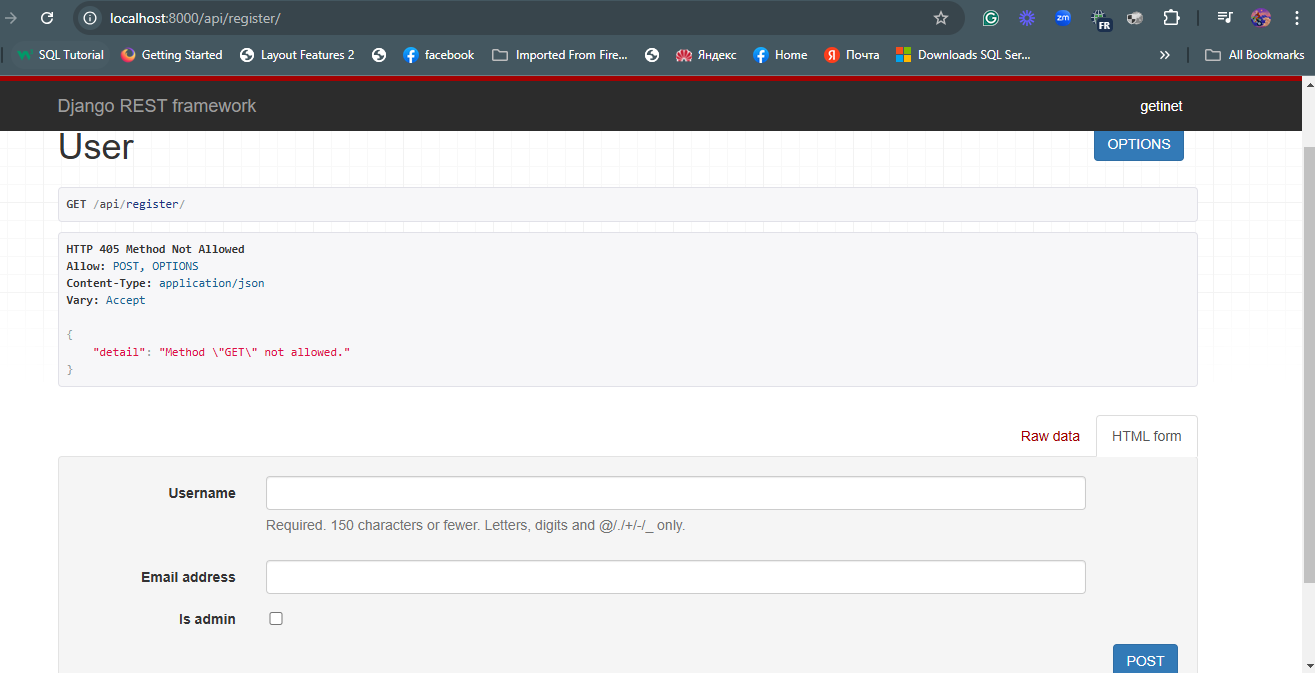 localhost:8000/api/register/
FR
zm
SQL Tutorial Getting Started Layout Features 2 facebook Imported From Fire... Яндекс Home Я Почта Downloads SQL Ser... » All Bookmarks
Django REST framework getinet
User OPTIONS
GET /api/register/
HTTP 405 Method Not Allowed
Allow: POST, OPTIONS
Content-Type: application/json
Vary: Accept
{
"detail": "Method \"GET\" not allowed."
}
Raw data HTML form
Username
Required. 150 characters or fewer. Letters, digits and @/./+/-/_ only.
Email address
Is admin
POST